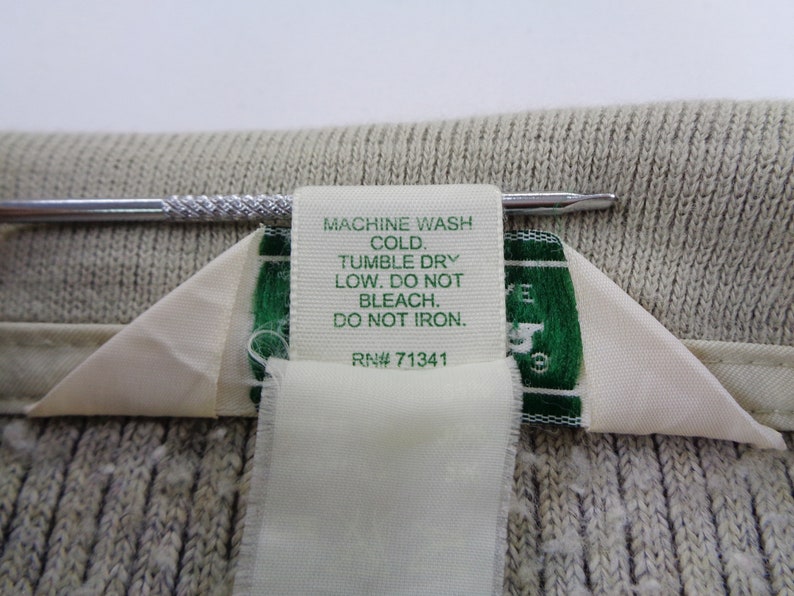 MACHINE WASH
COLD.
TUMBLE DRY
LOW. DO NOT
BLEACH.
DO NOT IRON.
RN# 71341